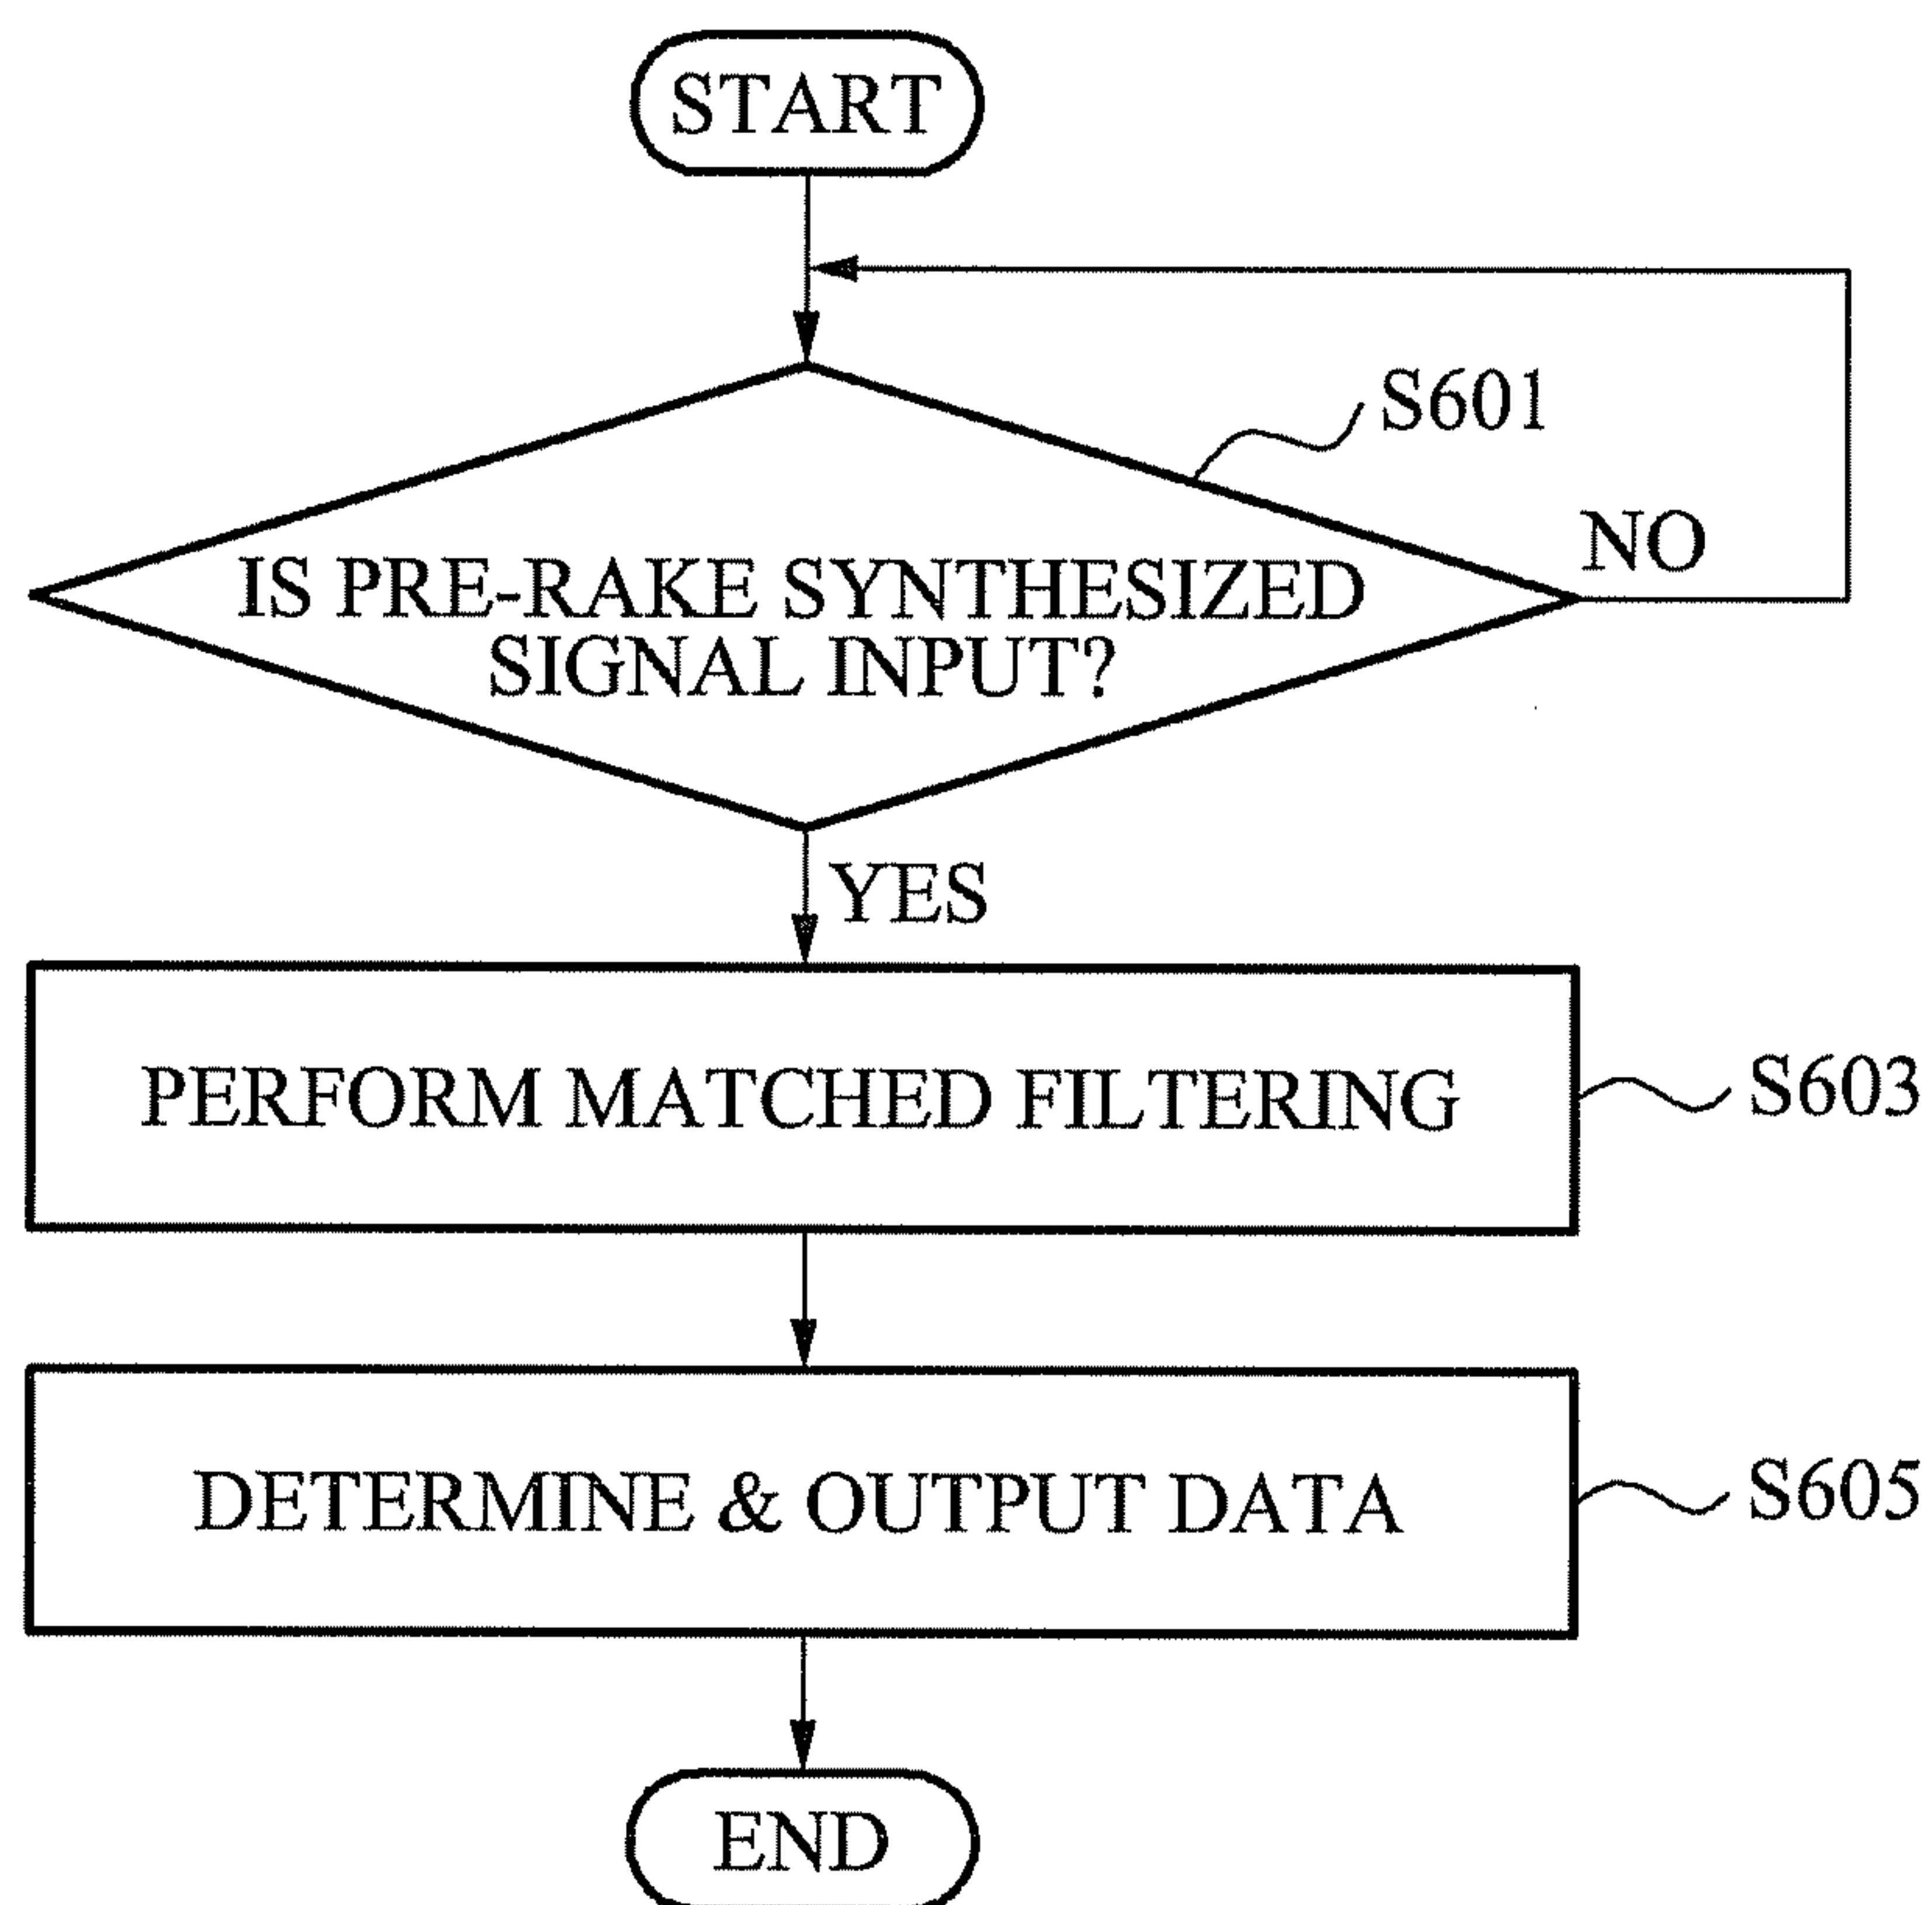 START
S601
NO
IS PRE-RAKE SYNTHESIZED
SIGNAL INPUT?
YES
PERFORM MATCHED FILTERING
S603
DETERMINE & OUTPUT DATA
S605
END